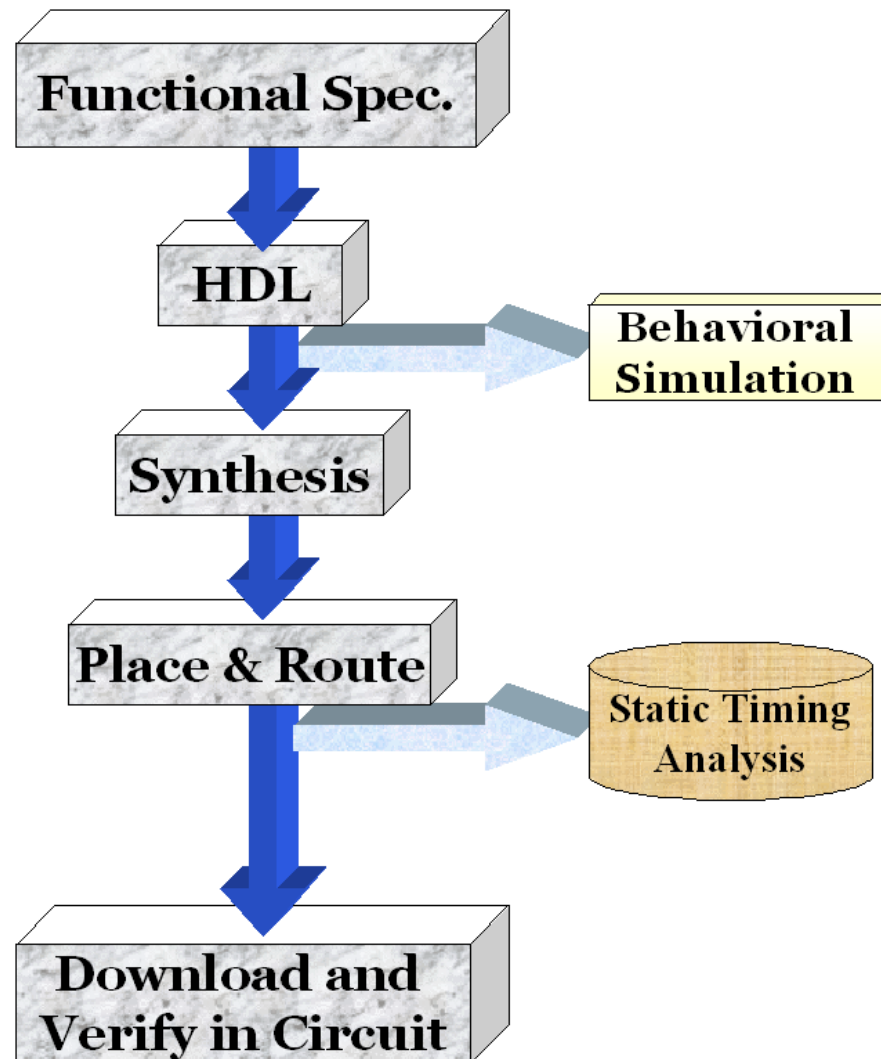 Functional Spec.
HDL
Behavioral
Simulation
Synthesis
Place & Route
Static Timing
Analysis
Download and
Verify in Circuit